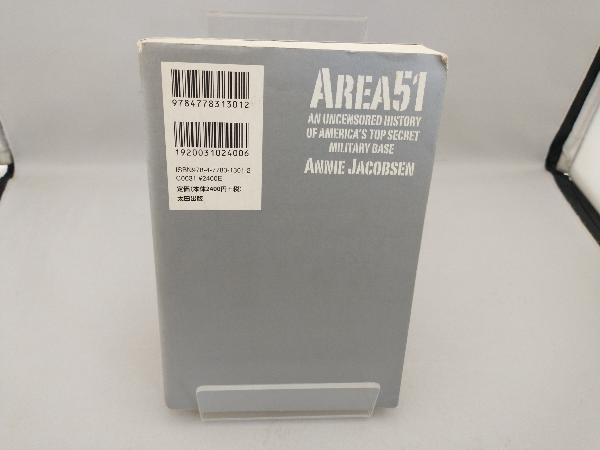 9784778313012
1920031024006
ISBN978-4-7783-1301-2
C0031 ¥2400E
定価(本体2400円+税)
太田出版
AREA51
AN UNCENSORED HISTORY
OF AMERICA'S TOP SECRET
MILITARY BASE
ANNIE JACOBSEN